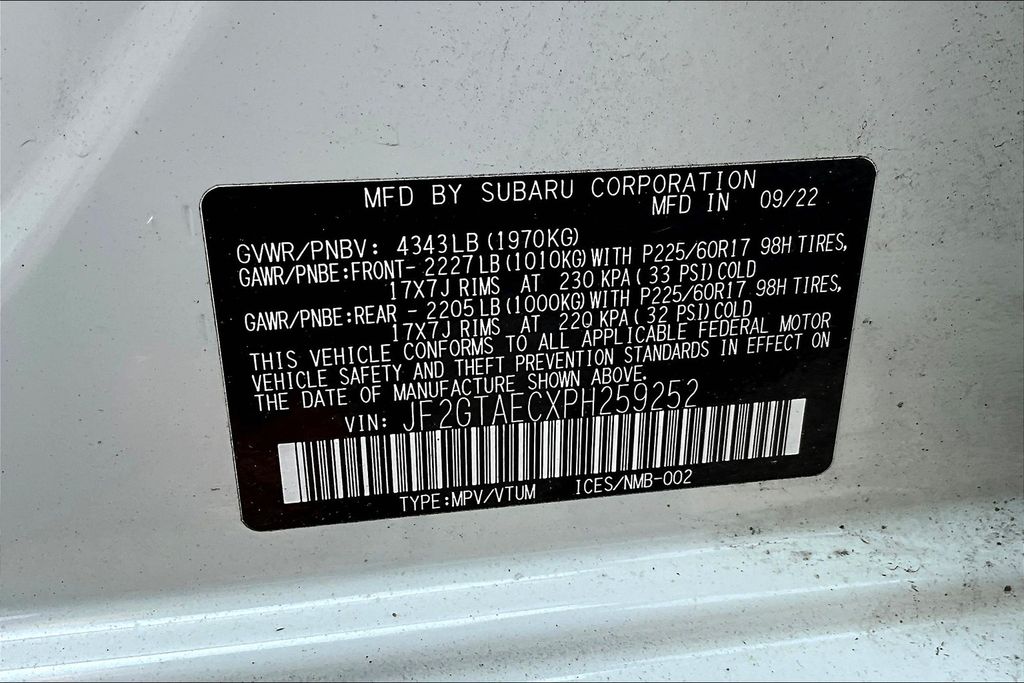 MFD BY SUBARU CORPORATION
MFD IN 09/22
GVWR/PNBV: 4343LB (1970KG)
GAWR/PNBE:FRONT- 2227LB (1010KG) WITH P225/60R17 98H TIRES,
17X7J RIMS AT 230 KPA ( 33 PSI) COLD
GAWR/PNBE:REAR - 2205LB (1000KG) WITH P225/60R17 98H TIRES,
17X7J RIMS AT 220 KPA ( 32 PSI) COLD
THIS VEHICLE CONFORMS TO ALL APPLICABLE FEDERAL MOTOR
VEHICLE SAFETY AND THEFT PREVENTION STANDARDS IN EFFECT ON
THE DATE OF MANUFACTURE SHOWN ABOVE.
VIN: JF2GTAECXPH259252
TYPE:MPV/VTUM ICES/NMB-002